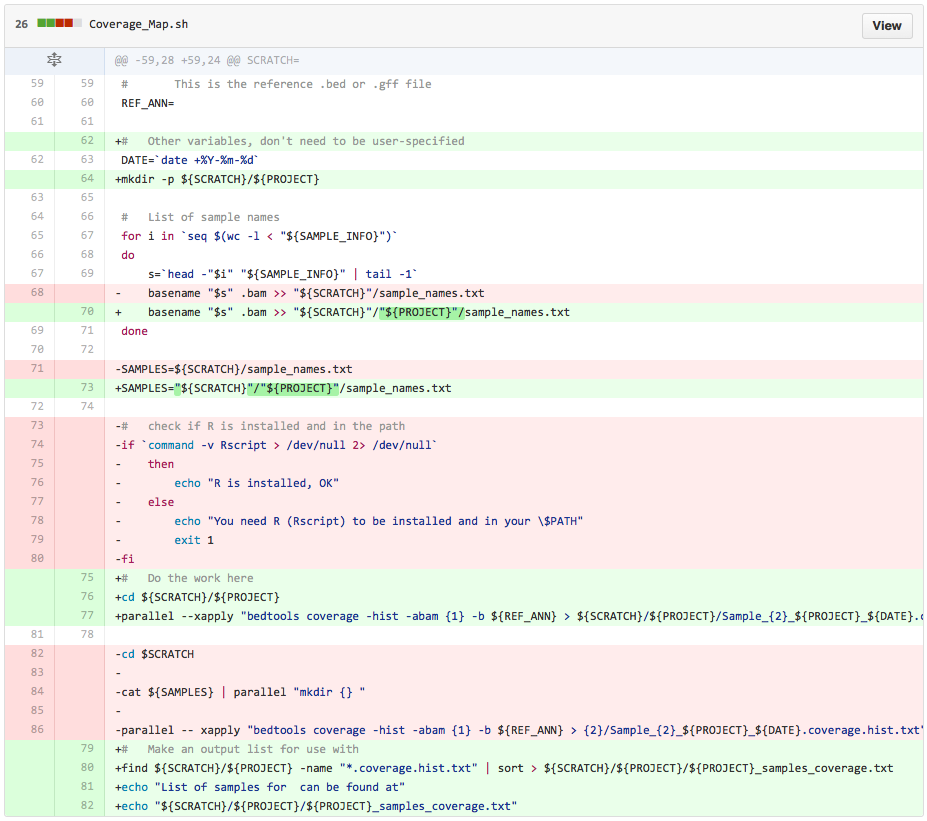 26 Coverage_Map.sh View
@@ -59,28 +59,24 @@ SCRATCH=
59 59 #       This is the reference .bed or .gff file
60 60 REF_ANN=
61 61
62 +#   Other variables, don't need to be user-specified
62 63 DATE=`date +%Y-%m-%d`
64 +mkdir -p ${SCRATCH}/${PROJECT}
63 65
64 66 #   List of sample names
65 67 for i in `seq $(wc -l < "${SAMPLE_INFO}")`
66 68 do
67 69     s=`head -"$i" "${SAMPLE_INFO}" | tail -1`
68 -    basename "$s" .bam >> "${SCRATCH}"/sample_names.txt
70 +    basename "$s" .bam >> "${SCRATCH}"/"${PROJECT}"/sample_names.txt
69 71 done
70 72
71 -SAMPLES=${SCRATCH}/sample_names.txt
73 +SAMPLES="${SCRATCH}"/"${PROJECT}"/sample_names.txt
72 74
73 -#   check if R is installed and in the path
74 -if `command -v Rscript > /dev/null 2> /dev/null`
75 -    then
76 -        echo "R is installed, OK"
77 -    else
78 -        echo "You need R (Rscript) to be installed and in your \$PATH"
79 -        exit 1
80 -fi
75 +#   Do the work here
76 +cd ${SCRATCH}/${PROJECT}
77 +parallel --xapply "bedtools coverage -hist -abam {1} -b ${REF_ANN} > ${SCRATCH}/${PROJECT}/Sample_{2}_${PROJECT}_${DATE}.c
81 78
82 -cd $SCRATCH
83 -
84 -cat ${SAMPLES} | parallel "mkdir {} "
85 -
86 -parallel -- xapply "bedtools coverage -hist -abam {1} -b ${REF_ANN} > {2}/Sample_{2}_${PROJECT}_${DATE}.coverage.hist.txt"
79 +#   Make an output list for use with
80 +find ${SCRATCH}/${PROJECT} -name "*.coverage.hist.txt" | sort > ${SCRATCH}/${PROJECT}/${PROJECT}_samples_coverage.txt
81 +echo "List of samples for  can be found at"
82 +echo "${SCRATCH}/${PROJECT}/${PROJECT}_samples_coverage.txt"